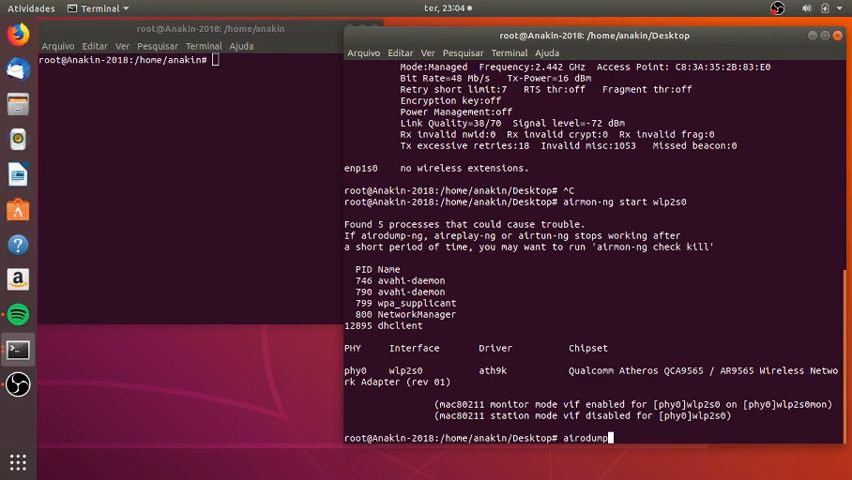 Atividades Terminal ter, 23:04
root@Anakin-2018: /home/anakin
Arquivo Editar Ver Pesquisar Terminal Ajuda
root@Anakin-2018:/home/anakin#
root@Anakin-2018: /home/anakin/Desktop
Arquivo Editar Ver Pesquisar Terminal Ajuda
Mode:Managed Frequency:2.442 GHz Access Point: C8:3A:35:2B:83:E0
Bit Rate=48 Mb/s Tx-Power=16 dBm
Retry short limit:7 RTS thr:off Fragment thr:off
Encryption key:off
Power Management:off
Link Quality=38/70 Signal level=-72 dBm
Rx invalid nwid:0 Rx invalid crypt:0 Rx invalid frag:0
Tx excessive retries:18 Invalid misc:1053 Missed beacon:0
enp1s0 no wireless extensions.
root@Anakin-2018:/home/anakin/Desktop# ^C
root@Anakin-2018:/home/anakin/Desktop# airmon-ng start wlp2s0
Found 5 processes that could cause trouble.
If airodump-ng, aireplay-ng or airtun-ng stops working after
a short period of time, you may want to run 'airmon-ng check kill'
PID Name
746 avahi-daemon
790 avahi-daemon
799 wpa_supplicant
800 NetworkManager
12895 dhclient
PHY Interface Driver Chipset
phy0 wlp2s0 ath9k Qualcomm Atheros QCA9565 / AR9565 Wireless Netwo
rk Adapter (rev 01)
(mac80211 monitor mode vif enabled for [phy0]wlp2s0 on [phy0]wlp2s0mon)
(mac80211 station mode vif disabled for [phy0]wlp2s0)
root@Anakin-2018:/home/anakin/Desktop# airodump